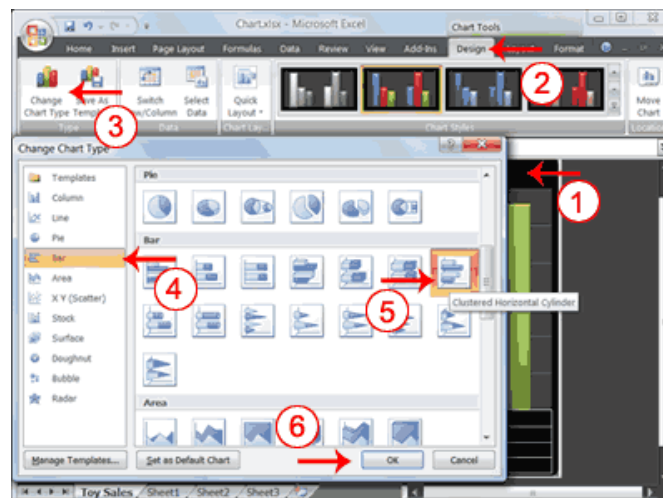 Chart.xlsx - Microsoft Excel
Chart Tools
Home Insert Page Layout Formulas Data Review View Add-Ins Design Format
2
Change Chart Type
Save As
Switch
Select Data
Quick Layout
Move Chart
3
Type Data Chart Lay... Chart Styles Location
Change Chart Type
1
Templates
Column
Line
Pie
Bar
Area
X Y (Scatter)
Stock
Surface
Doughnut
Bubble
Radar
Pie
Bar
4
5
Clustered Horizontal Cylinder
Area
6
Manage Templates...
Set as Default Chart
OK
Cancel
Toy Sales Sheet1 Sheet2 Sheet3